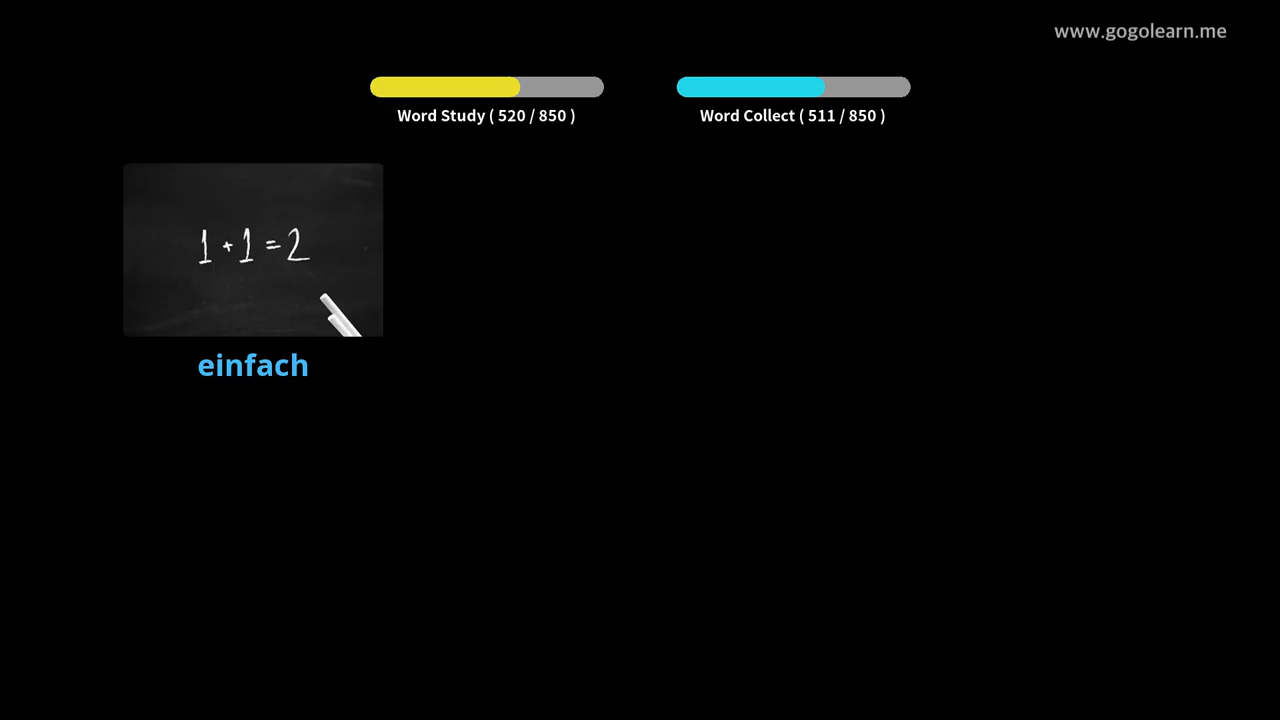 www.gogolearn.me
Word Study ( 520 / 850 )
Word Collect ( 511 / 850 )
1 + 1 = 2
einfach